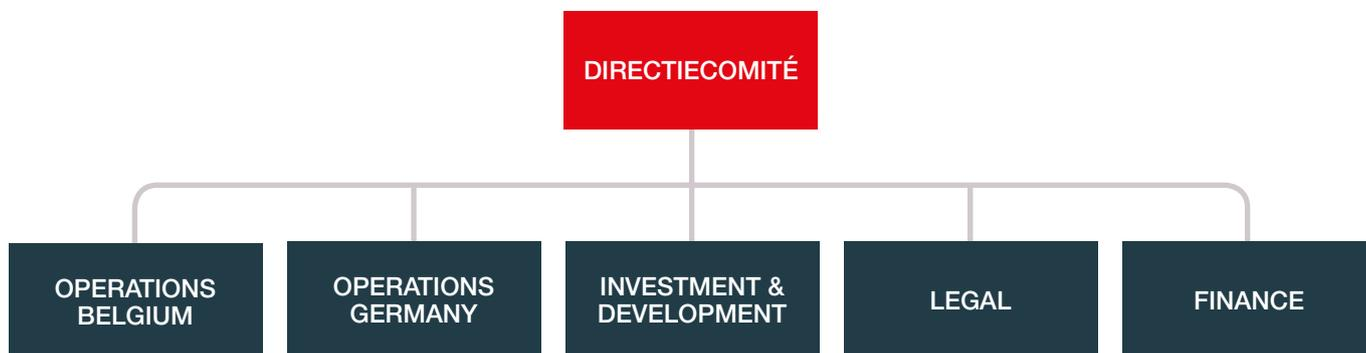 DIRECTIECOMITÉ
OPERATIONS
BELGIUM
OPERATIONS
GERMANY
INVESTMENT &
DEVELOPMENT
LEGAL
FINANCE